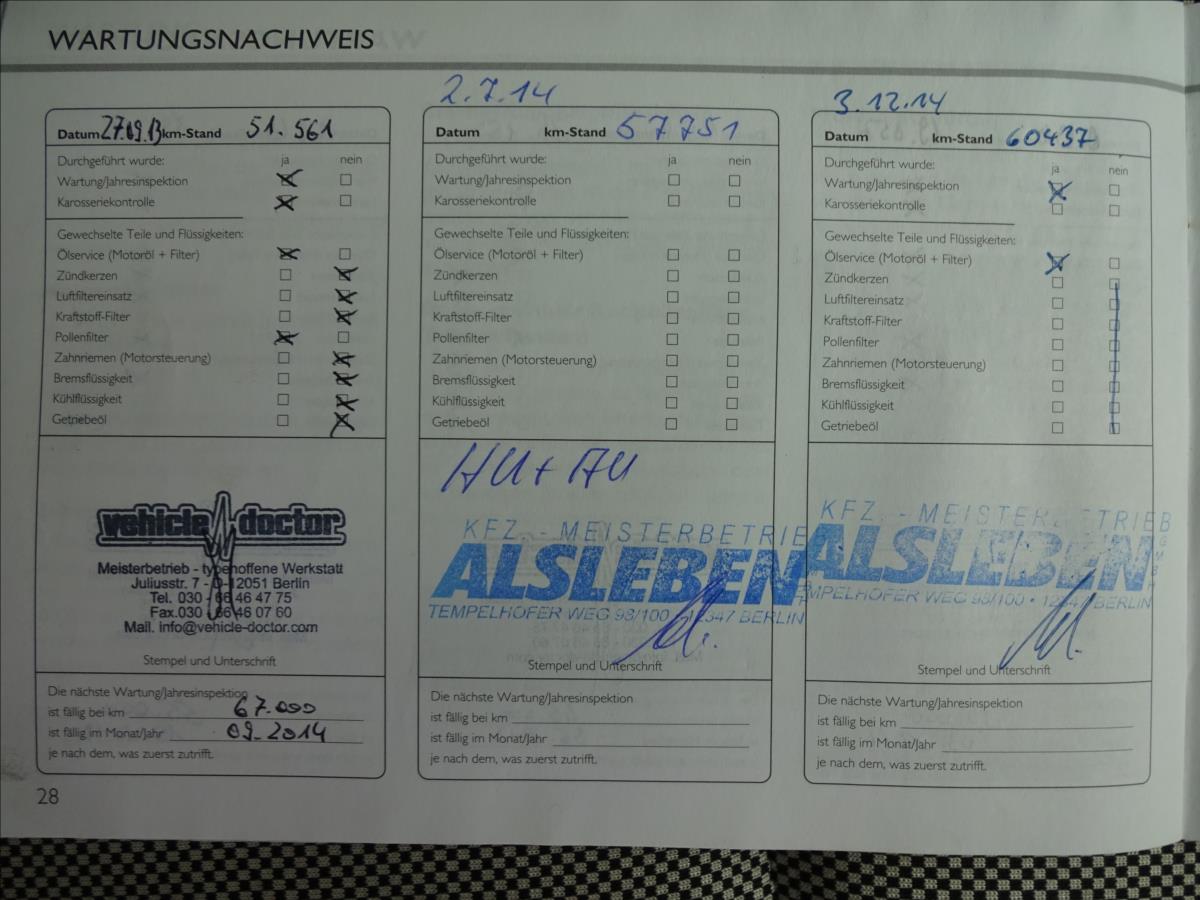 WARTUNGSNACHWEIS
Datum 27.09.13 km-Stand 51.561
Durchgeführt wurde: ja nein
Wartung/Jahresinspektion
Karosseriekontrolle
Gewechselte Teile und Flüssigkeiten:
Ölservice (Motoröl + Filter)
Zündkerzen
Luftfiltereinsatz
Kraftstoff-Filter
Pollenfilter
Zahnriemen (Motorsteuerung)
Bremsflüssigkeit
Kühlflüssigkeit
Getriebeöl
vehicle doctor
Meisterbetrieb - typenoffene Werkstatt
Juliusstr. 7 - D-12051 Berlin
Tel. 030 - 66 46 47 75
Fax.030 - 66 46 07 60
Mail. info@vehicle-doctor.com
Stempel und Unterschrift
Die nächste Wartung/Jahresinspektion
ist fällig bei km 67.000
ist fällig im Monat/Jahr 09-2014
je nach dem, was zuerst zutrifft.
2.7.14
Datum km-Stand 57751
Durchgeführt wurde: ja nein
Wartung/Jahresinspektion
Karosseriekontrolle
Gewechselte Teile und Flüssigkeiten:
Ölservice (Motoröl + Filter)
Zündkerzen
Luftfiltereinsatz
Kraftstoff-Filter
Pollenfilter
Zahnriemen (Motorsteuerung)
Bremsflüssigkeit
Kühlflüssigkeit
Getriebeöl
HU + AU
KFZ. - MEISTERBETRIE
ALSLEBEN
TEMPELHOFER WEG 98/100 • 12347 BERLIN
Stempel und Unterschrift
Die nächste Wartung/Jahresinspektion
ist fällig bei km
ist fällig im Monat/Jahr
je nach dem, was zuerst zutrifft.
3.12.14
Datum km-Stand 60437
Durchgeführt wurde: ja nein
Wartung/Jahresinspektion
Karosseriekontrolle
Gewechselte Teile und Flüssigkeiten:
Ölservice (Motoröl + Filter)
Zündkerzen
Luftfiltereinsatz
Kraftstoff-Filter
Pollenfilter
Zahnriemen (Motorsteuerung)
Bremsflüssigkeit
Kühlflüssigkeit
Getriebeöl
KFZ. - MEISTERBETRIEB
ALSLEBEN
EMPELHOFER WEG 98/100 • 12347 BERLIN
Stempel und Unterschrift
Die nächste Wartung/Jahresinspektion
ist fällig bei km
ist fällig im Monat/Jahr
je nach dem, was zuerst zutrifft.
28